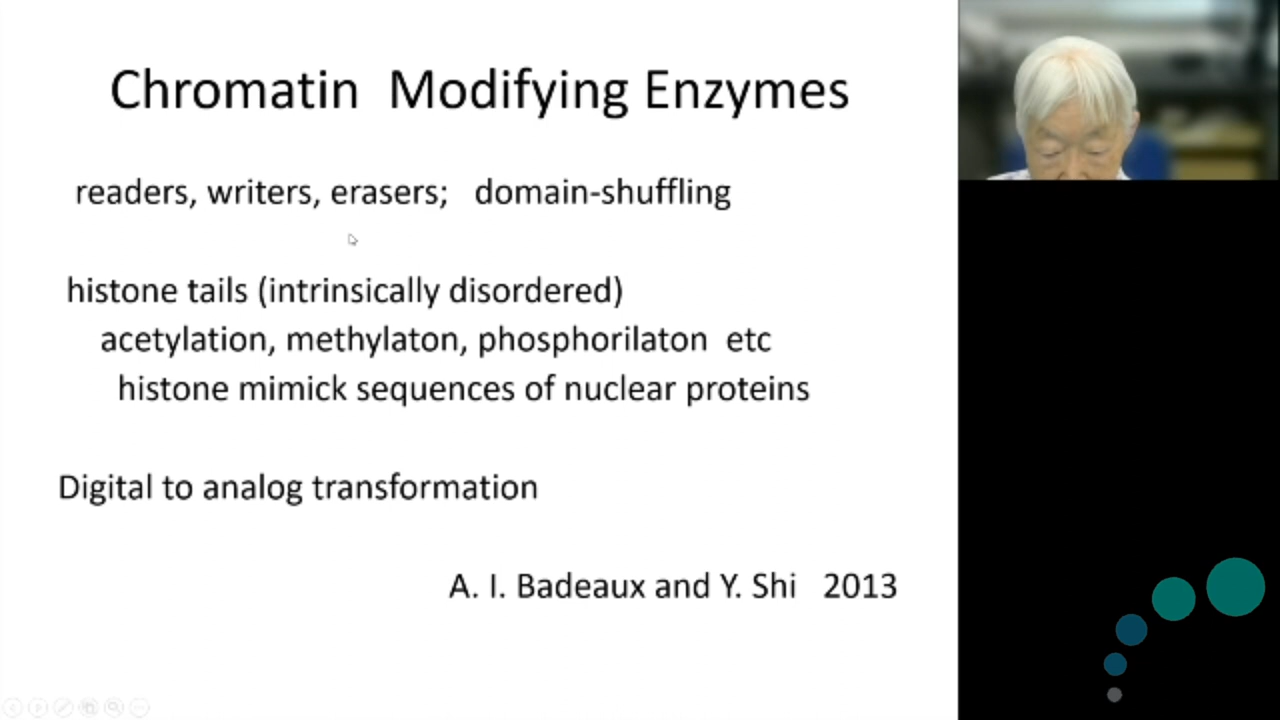 Chromatin Modifying Enzymes
readers, writers, erasers; domain-shuffling
histone tails (intrinsically disordered)
acetylation, methylaton, phosphorilaton etc
histone mimick sequences of nuclear proteins
Digital to analog transformation
A. I. Badeaux and Y. Shi 2013